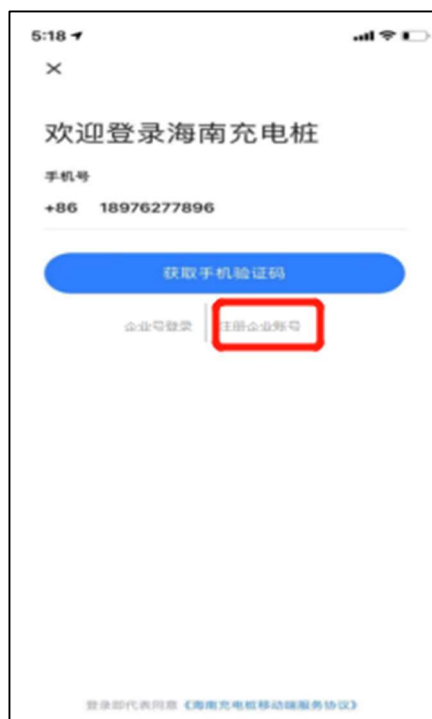 5:18
欢迎登录海南充电桩
手机号
+86 18976277896
获取手机验证码
企业号登录 注册企业账号
登录即代表同意《海南充电桩移动端服务协议》